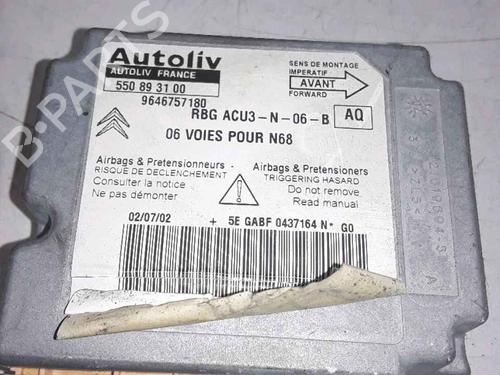 Autoliv
AUTOLIV FRANCE
550 89 31 00
9646757180
SENS DE MONTAGE
IMPERATIF
AVANT
FORWARD
RBG ACU3-N-06-B AQ
06 VOIES POUR N68
Airbags & Pretensionneurs
RISQUE DE DECLENCHEMENT
Consulter la notice
Ne pas démonter
Airbags & Pretensioners
TRIGGERING HASARD
Do not remove
Read manual
02/07/02 + 5E GABF 0437164 N* G0
B-PARTS